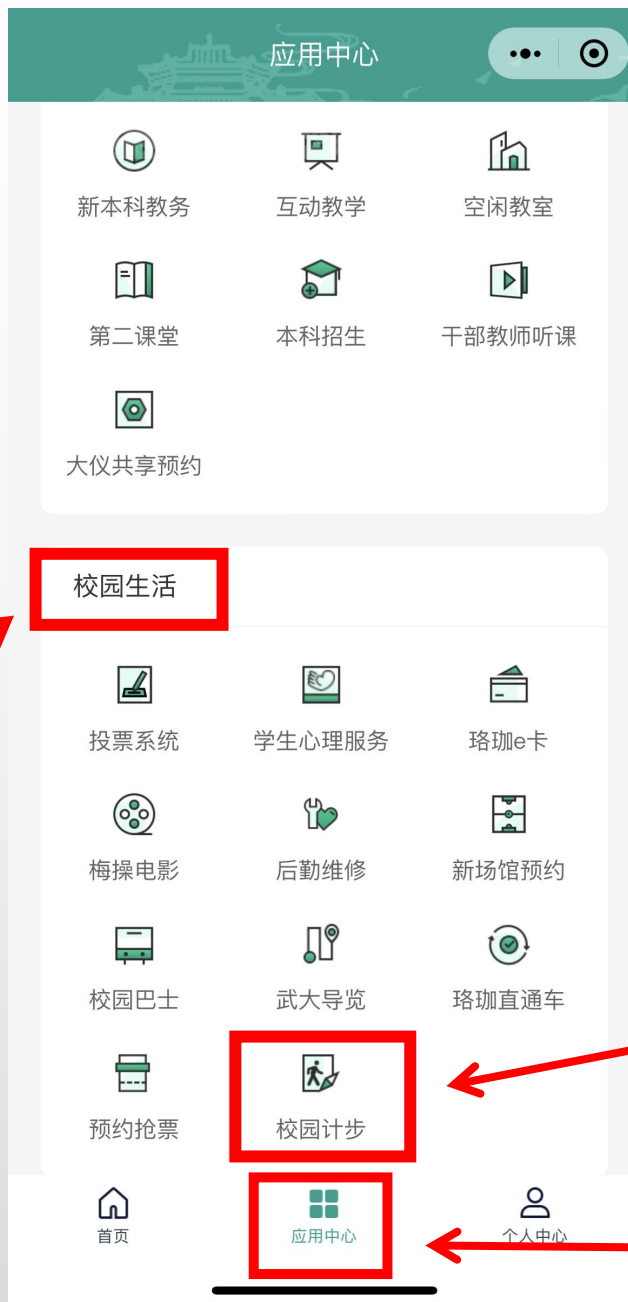 应用中心
新本科教务 互动教学 空闲教室
第二课堂 本科招生 干部教师听课
大仪共享预约
校园生活
投票系统 学生心理服务 珞珈e卡
梅操电影 后勤维修 新场馆预约
校园巴士 武大导览 珞珈直通车
预约抢票 校园计步
首页 应用中心 个人中心